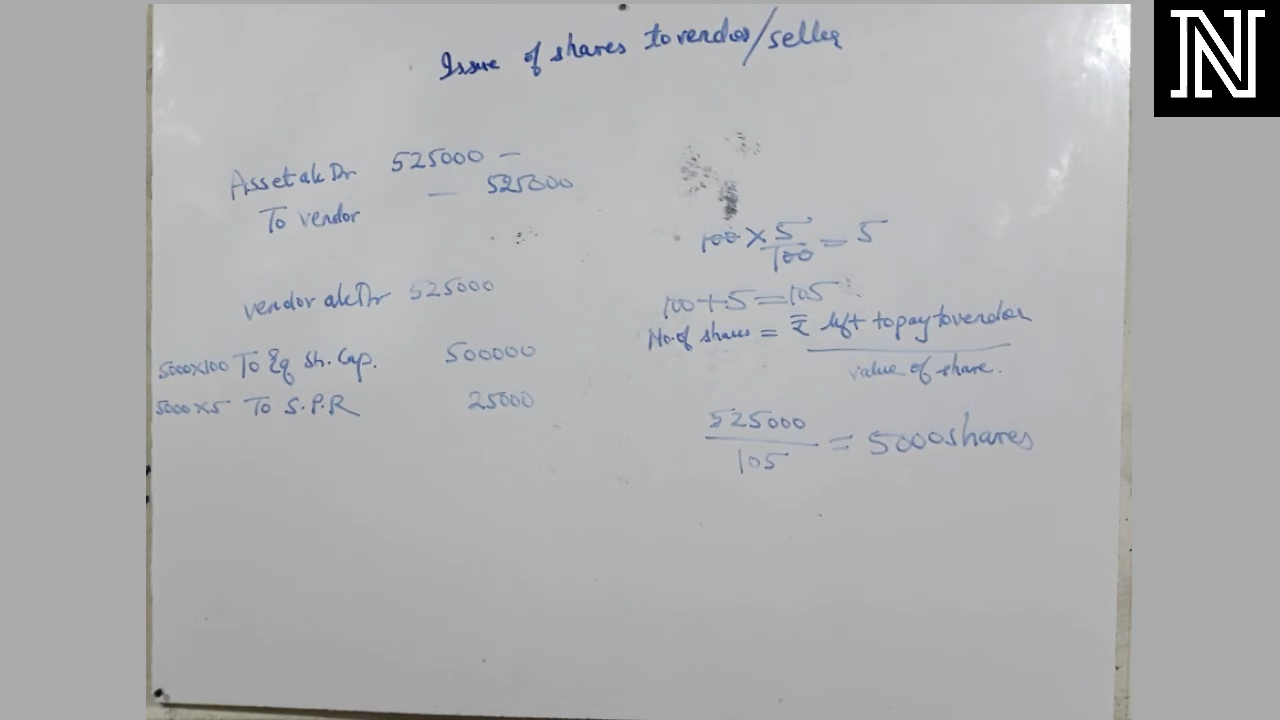 Issue of shares to vendor/seller
Asset a/c Dr 525000 —
To vendor — 525000
vendor a/c Dr 525000
5000x100 To Eq sh. Cap. 500000
5000x5 To S.P.R 25000
100 x 5/100 = 5
100+5=105
No. of shares = ₹ left to pay to vendor
value of share.
525000
105
= 5000 shares
N